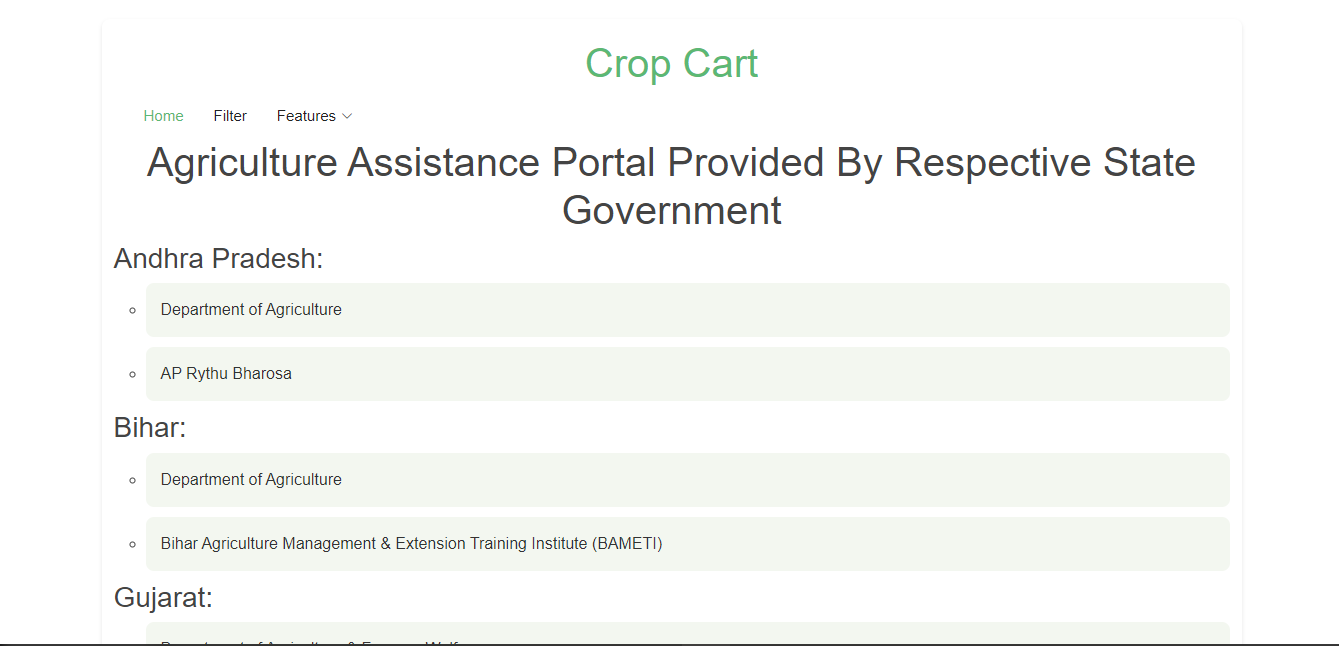 Crop Cart
Home Filter Features
Agriculture Assistance Portal Provided By Respective State
Government
Andhra Pradesh:
Department of Agriculture
AP Rythu Bharosa
Bihar:
Department of Agriculture
Bihar Agriculture Management & Extension Training Institute (BAMETI)
Gujarat: